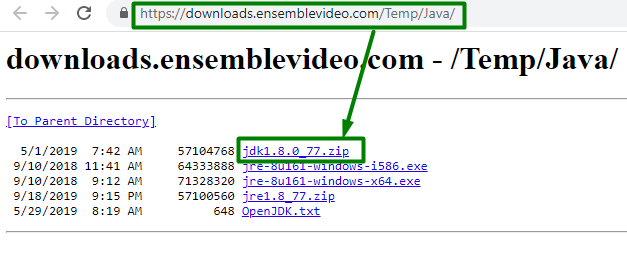 https://downloads.ensemblevideo.com/Temp/Java/
downloads.ensemblevideo.com - /Temp/Java/
[To Parent Directory]
5/1/2019 7:42 AM 57104768 jdk1.8.0_77.zip
9/10/2018 11:41 AM 64333888 jre-8u161-windows-i586.exe
9/10/2018 9:12 AM 71328320 jre-8u161-windows-x64.exe
9/18/2019 9:15 PM 57100560 jre1.8_77.zip
5/29/2019 8:19 AM 648 OpenJDK.txt